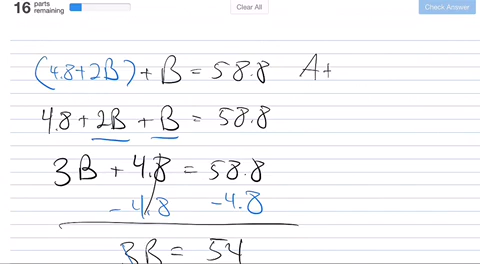 16 parts remaining
Clear All
Check Answer
(4.8+2B) + B = 58.8 A+
4.8 + 2B + B = 58.8
3B + 4.8 = 58.8
-4.8 -4.8
3B = 54